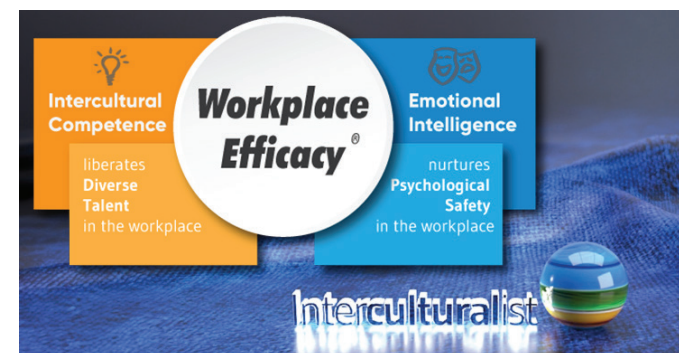 Intercultural
Competence
liberates
Diverse
Talent
in the workplace
Workplace
Efficacy®
Emotional
Intelligence
nurtures
Psychological
Safety
in the workplace
Interculturalist